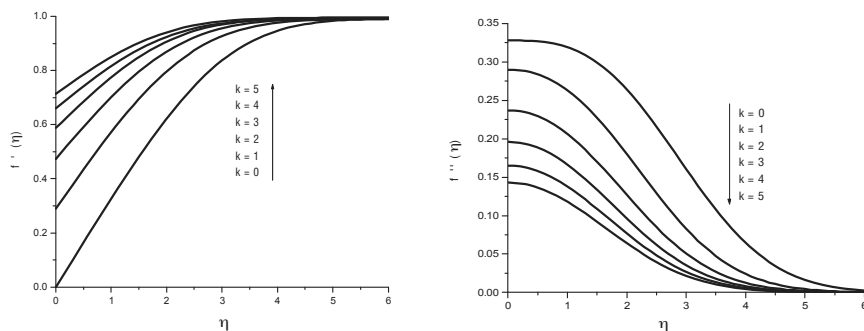 1.0
0.8
0.6
0.4
0.2
0.0
f ' (η)
k = 5
k = 4
k = 3
k = 2
k = 1
k = 0
0 1 2 3 4 5 6
η
0.35
0.30
0.25
0.20
0.15
0.10
0.05
0.00
f '' (η)
k = 0
k = 1
k = 2
k = 3
k = 4
k = 5
0 1 2 3 4 5 6
η